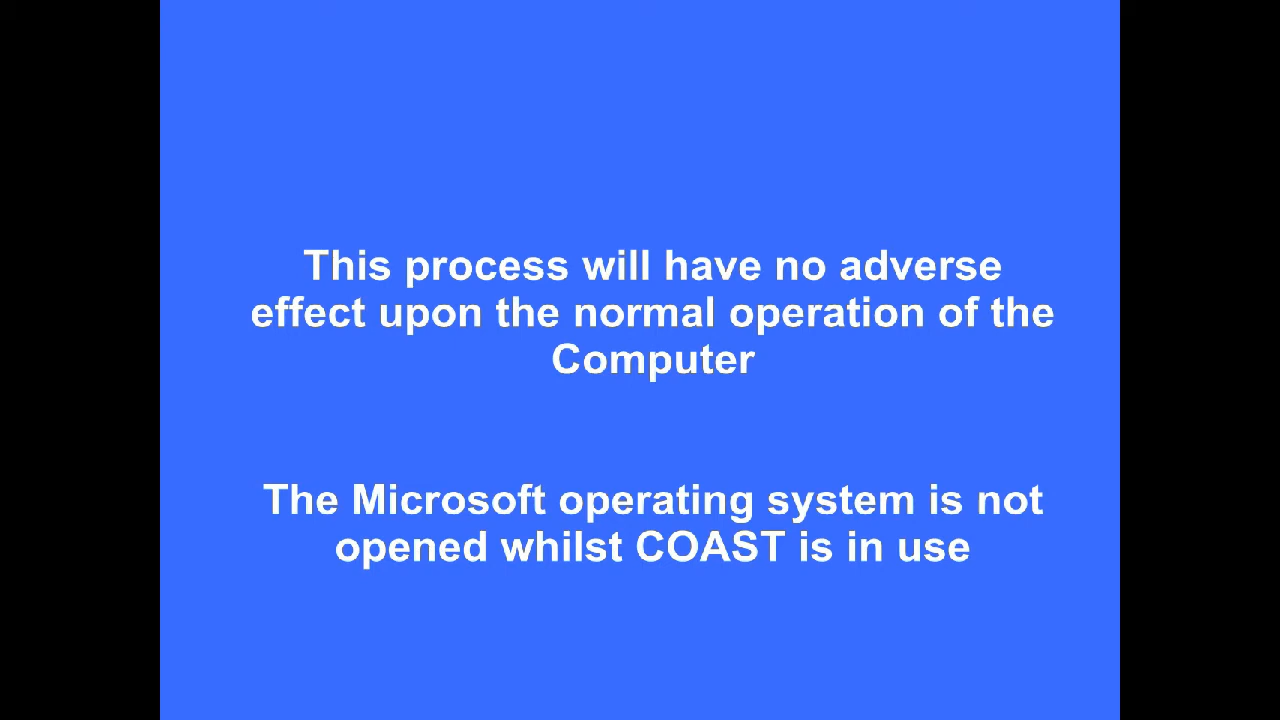 This process will have no adverse
effect upon the normal operation of the
Computer
The Microsoft operating system is not
opened whilst COAST is in use